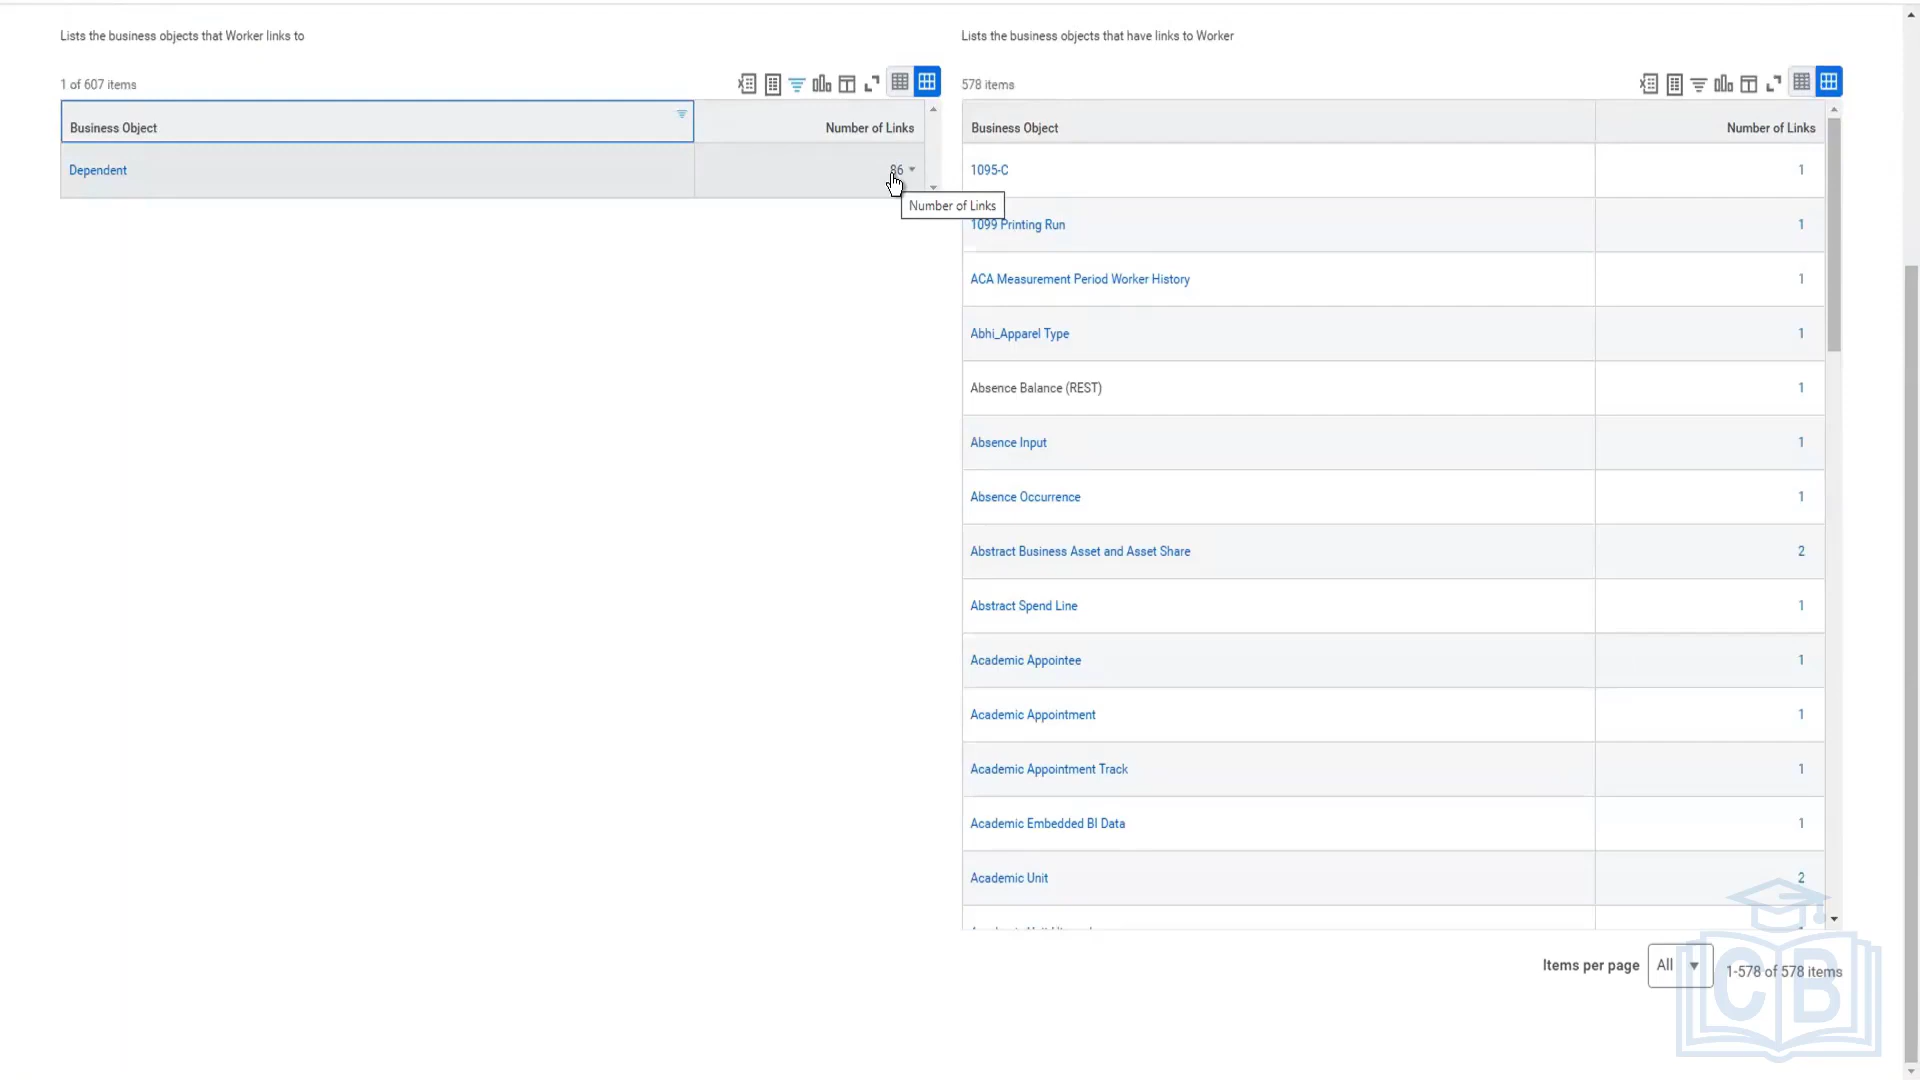 Lists the business objects that Worker links to
1 of 607 items
Business Object
Number of Links
Dependent
86
Number of Links
Lists the business objects that have links to Worker
578 items
Business Object
Number of Links
1095-C
1
1099 Printing Run
1
ACA Measurement Period Worker History
1
Abhi_Apparel Type
1
Absence Balance (REST)
1
Absence Input
1
Absence Occurrence
1
Abstract Business Asset and Asset Share
2
Abstract Spend Line
1
Academic Appointee
1
Academic Appointment
1
Academic Appointment Track
1
Academic Embedded BI Data
1
Academic Unit
2
Items per page
All
1-578 of 578 items
CB